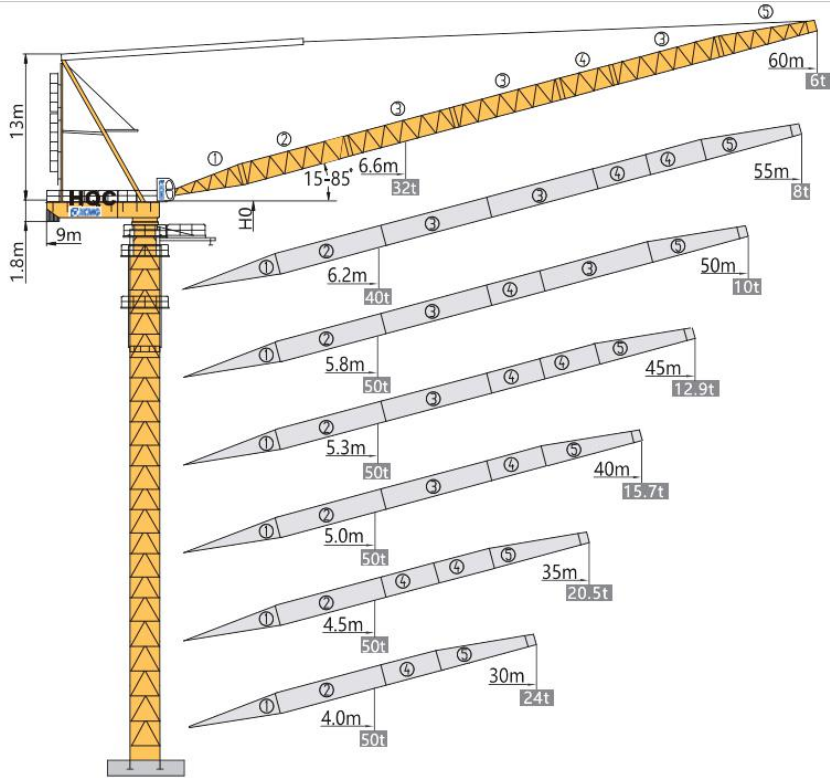 ⑤
③
60m
6t
④
③
13m
③
②
①
15-85°
6.6m
32t
55m
8t
⑤
④
④
③
③
②
①
6.2m
40t
HQC
XCMG
9m
1.8m
H0
50m
10t
⑤
③
④
③
②
①
5.8m
50t
45m
12.9t
⑤
④
④
③
②
①
5.3m
50t
40m
15.7t
⑤
④
③
②
①
5.0m
50t
35m
20.5t
⑤
④
④
②
①
4.5m
50t
30m
24t
⑤
④
②
①
4.0m
50t